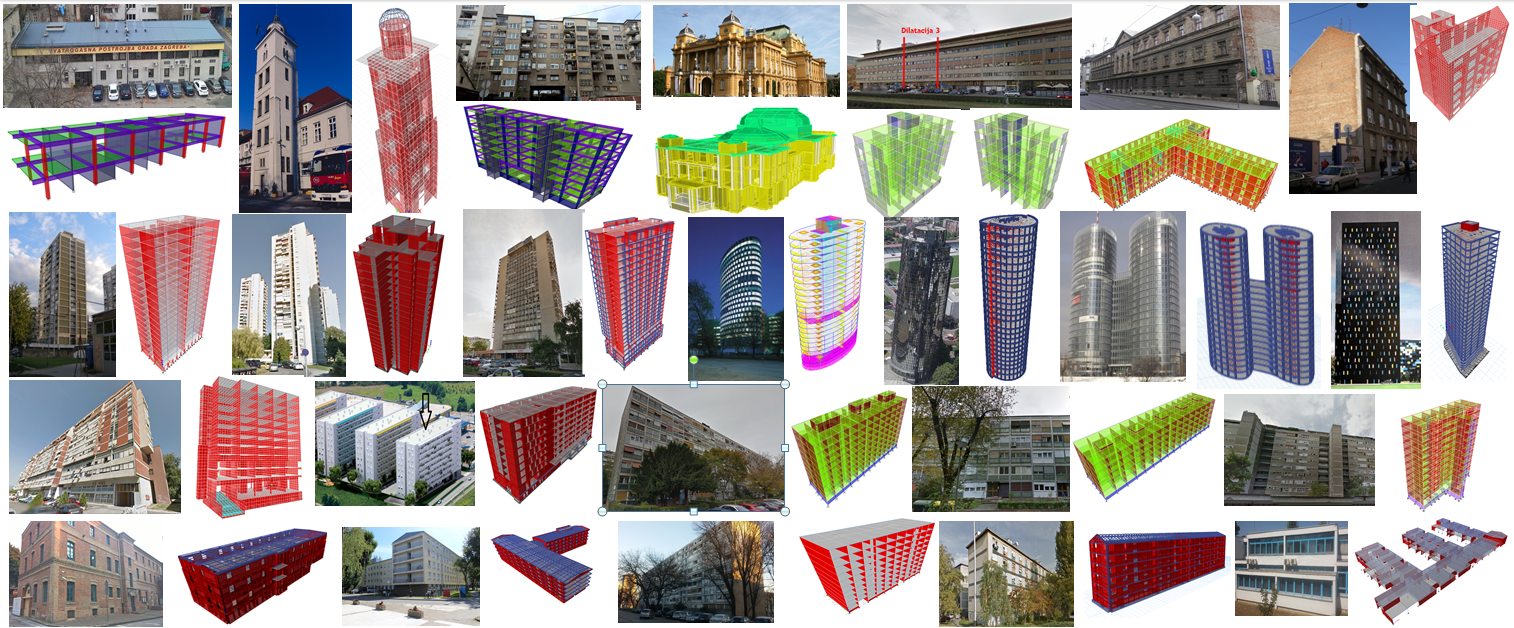 VATROGASNA POSTROJBA GRADA ZAGREBA
Dilatacija 3